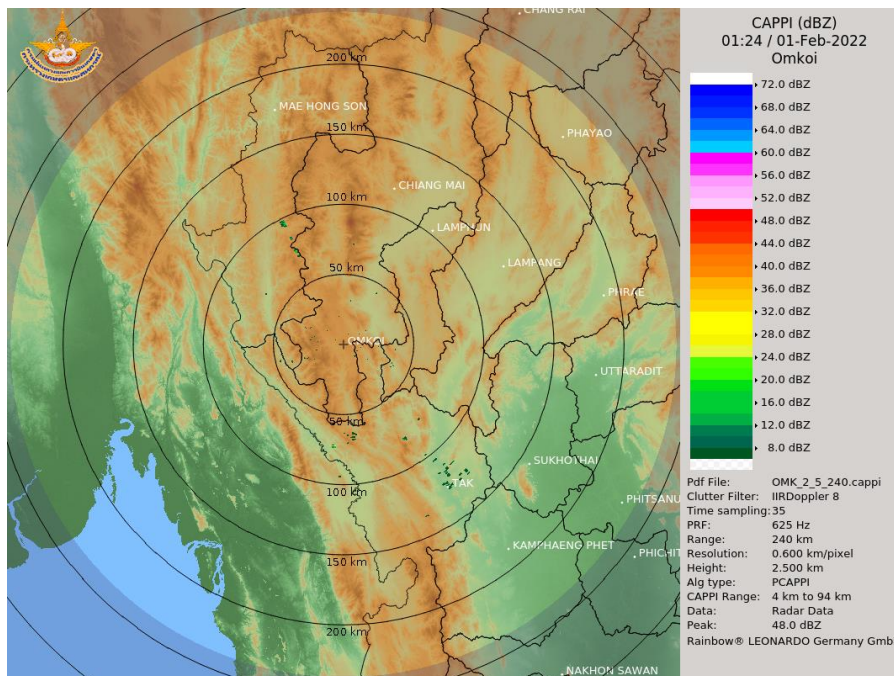 CHANG RAI
200 km
MAE HONG SON
150 km
PHAYAO
CHIANG MAI
100 km
LAMPHUN
LAMPANG
50 km
PHRAE
OMKOI
UTTARADIT
50 km
SUKHOTHAI
TAK
100 km
PHITSANU
KAMPHAENG PHET
PHICHIT
150 km
200 km
NAKHON SAWAN
CAPPI (dBZ)
01:24 / 01-Feb-2022
Omkoi
72.0 dBZ
68.0 dBZ
64.0 dBZ
60.0 dBZ
56.0 dBZ
52.0 dBZ
48.0 dBZ
44.0 dBZ
40.0 dBZ
36.0 dBZ
32.0 dBZ
28.0 dBZ
24.0 dBZ
20.0 dBZ
16.0 dBZ
12.0 dBZ
8.0 dBZ
Pdf File: OMK_2_5_240.cappi
Clutter Filter: IIRDoppler 8
Time sampling: 35
PRF: 625 Hz
Range: 240 km
Resolution: 0.600 km/pixel
Height: 2.500 km
Alg type: PCAPPI
CAPPI Range: 4 km to 94 km
Data: Radar Data
Peak: 48.0 dBZ
Rainbow® LEONARDO Germany Gmb